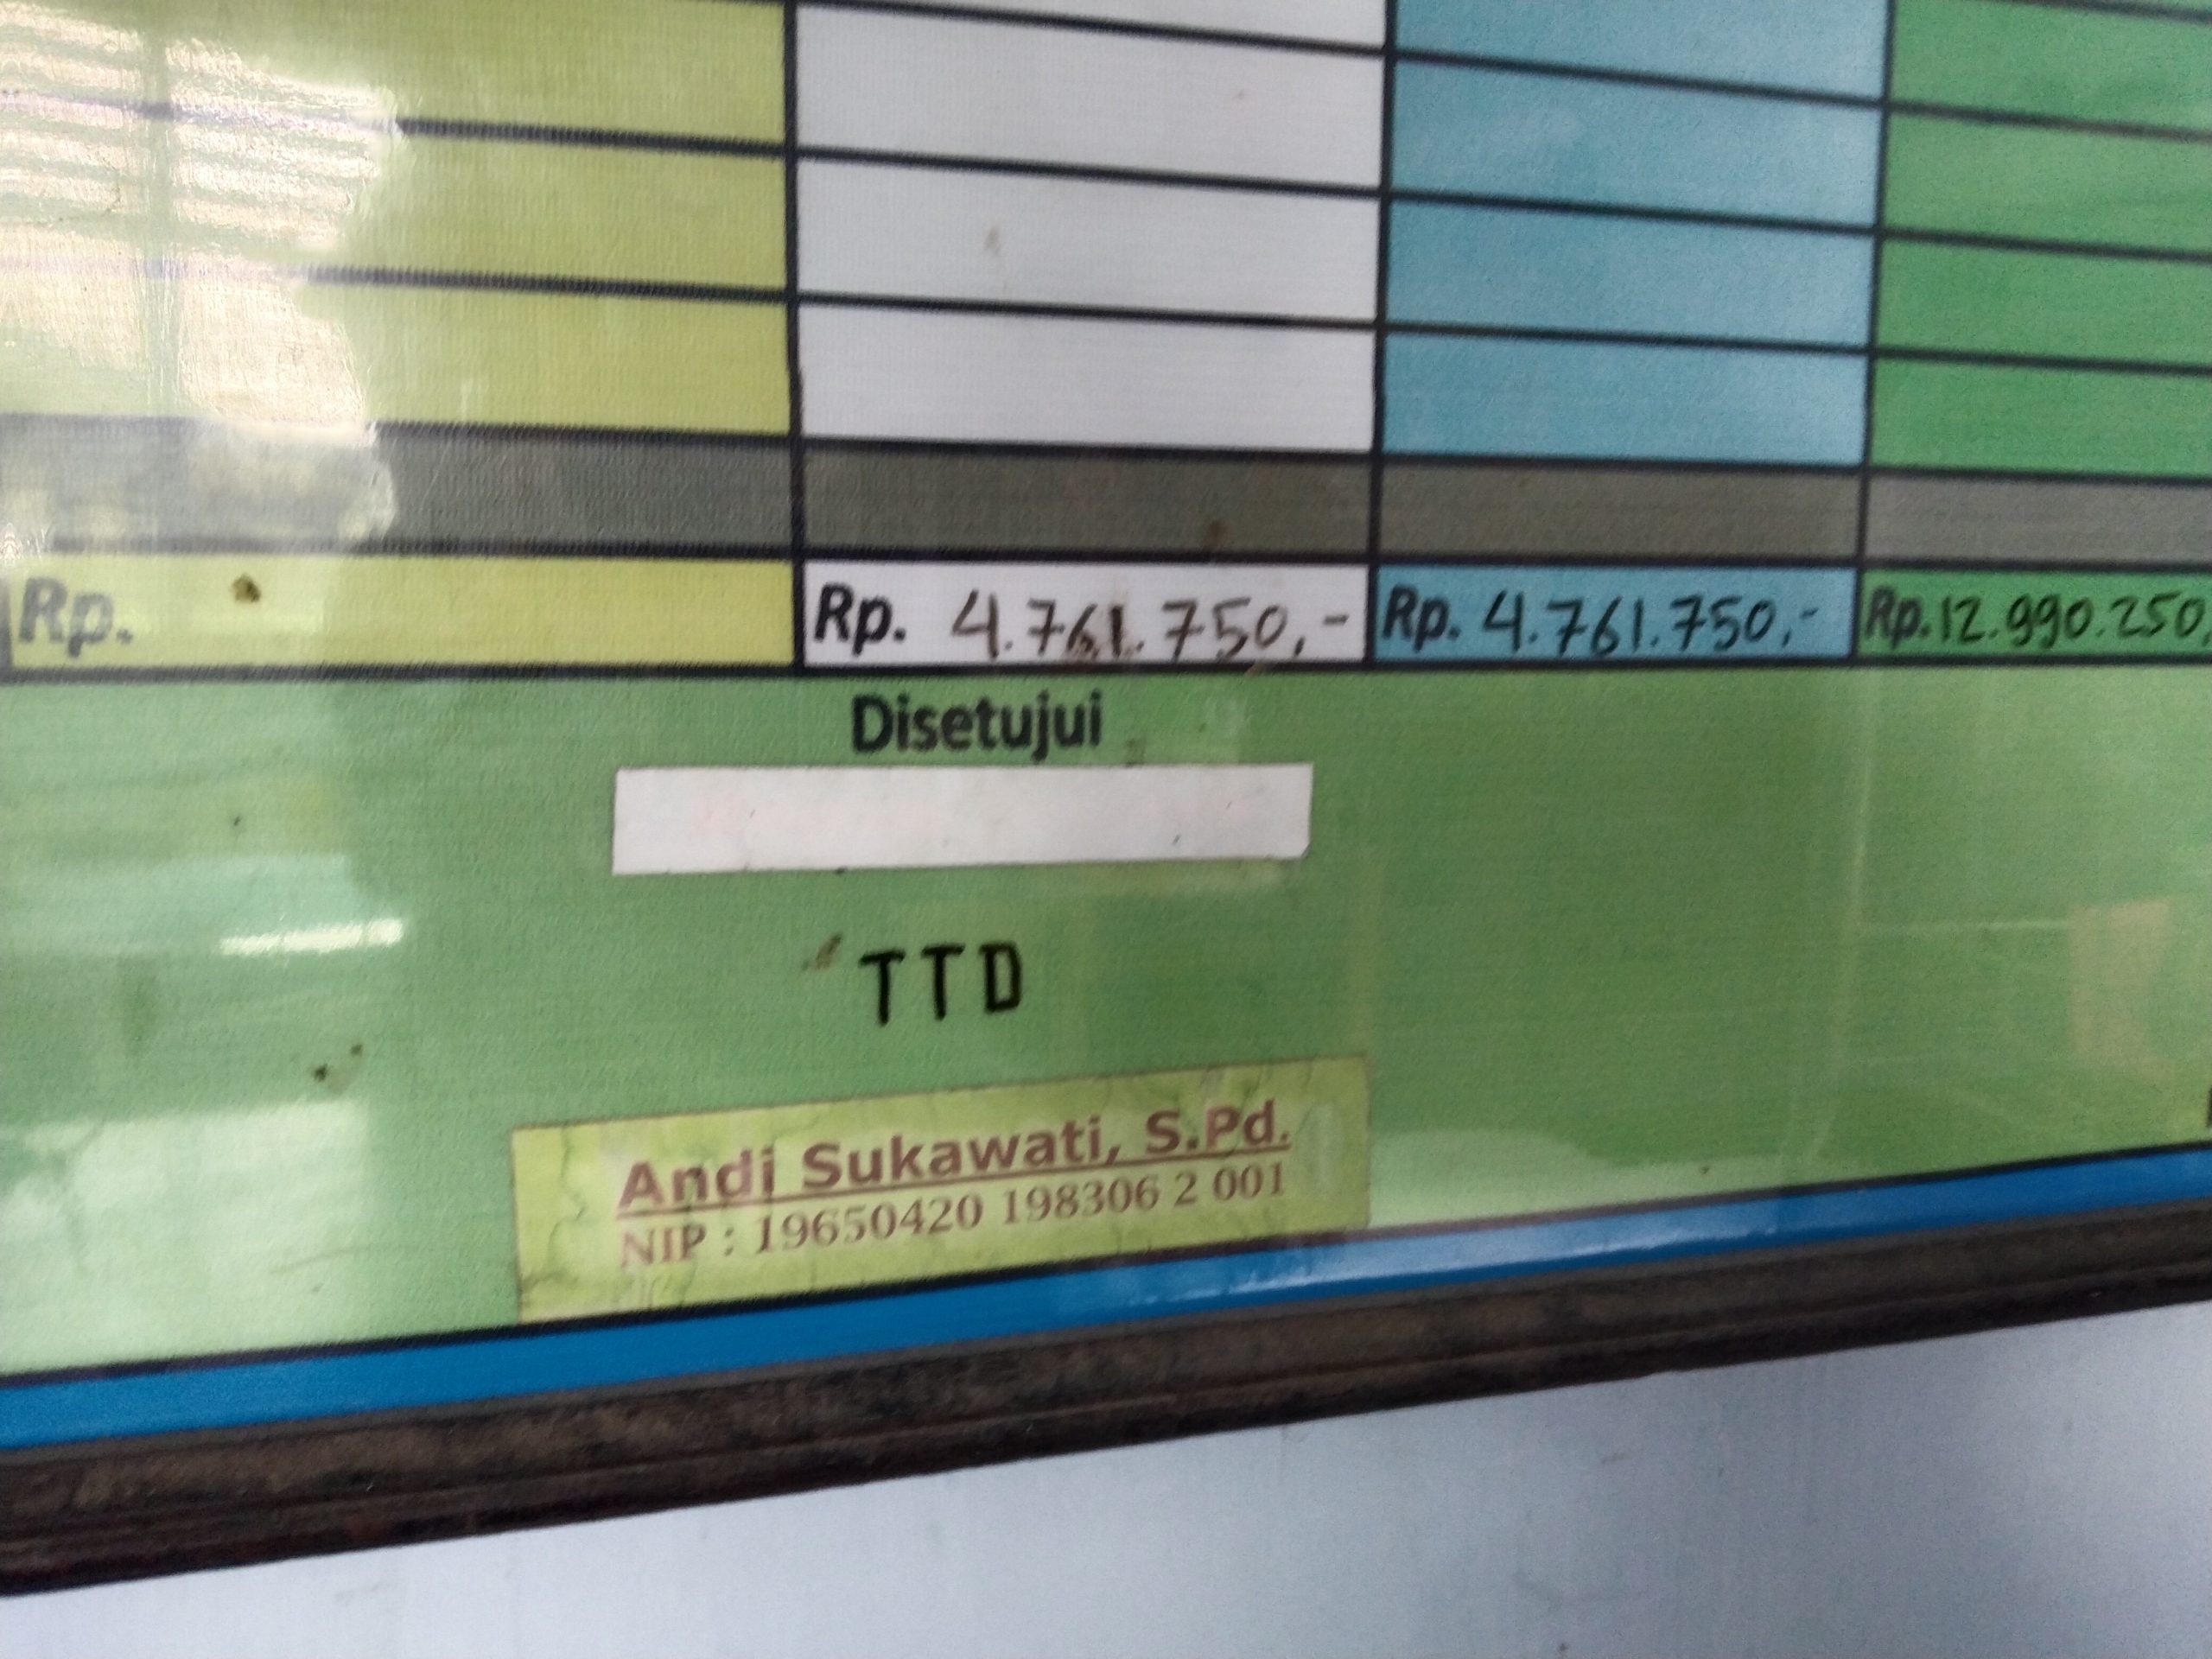 Rp. Rp. 4.761.750,- Rp. 4.761.750,- Rp. 12.990.250,
Disetujui
TTD
Andi Sukawati, S.Pd.
NIP : 19650420 198306 2 001